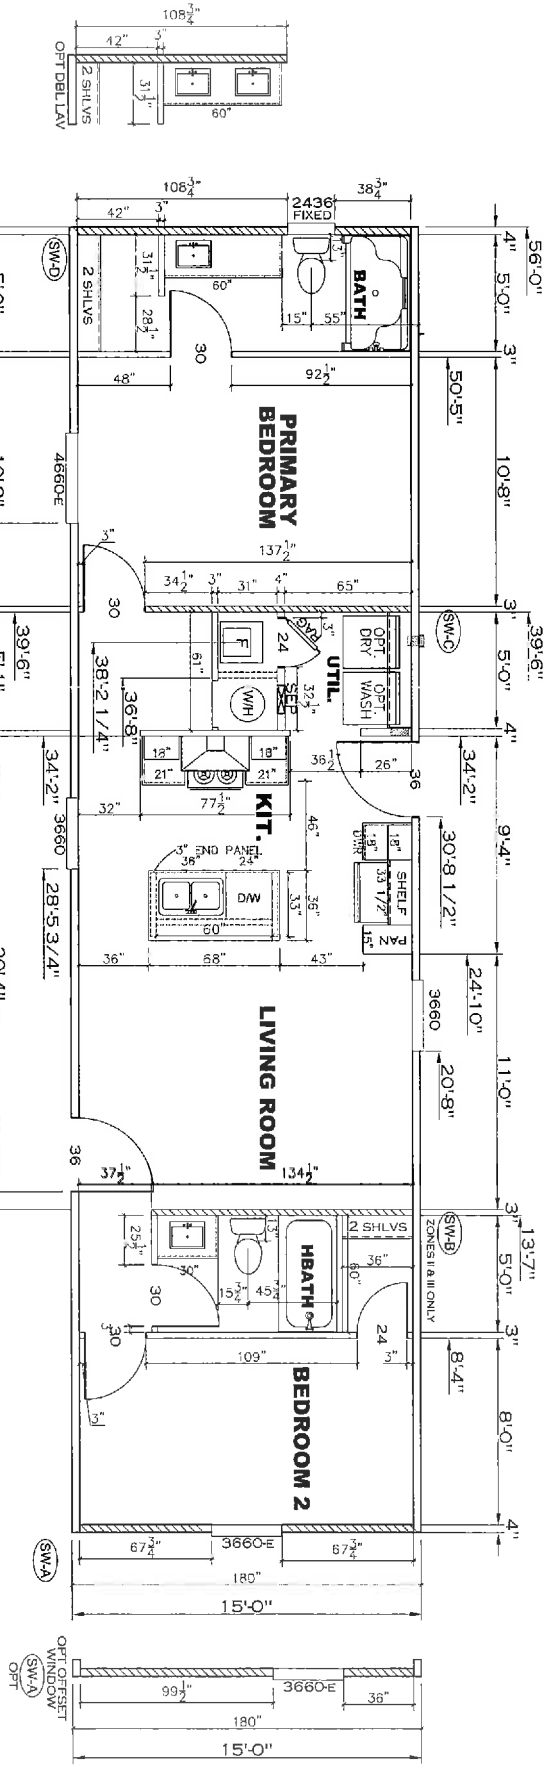 108 3/4"
42"
3"
31 1/2"
2 SHLVS
60"
OPT DBL LAV
108 3/4"
42"
3"
2436
FIXED
38 3/4"
4"
56'-0"
SW-D
2 SHLVS
31 1/2"
28 1/2"
60"
13"
15"
55"
BATH
5'-0"
3"
30
48"
92 1/2"
50'-5"
PRIMARY
BEDROOM
4660-E
10'-8"
137 1/2"
3"
30
34 1/2"
3"
31"
4"
65"
3"
39'-6"
39'-6"
SW-C
61"
F
24
RAG
3"
OPT.
DRY.
OPT.
WASH
UTIL.
W/H
SEP
32 1/2"
5'-0"
4"
38'-2 1/4"
36'-8"
34'-2"
3660
28'-5 3/4"
18"
21"
18"
21"
36 1/2"
26"
36
34'-2"
32"
77 1/2"
KIT.
46"
9'-4"
30'-8 1/2"
3" END PANEL
36"
24"
D/W
60"
33"
36"
18"
18"
SHELF
33 1/2"
15"
PAN
36"
68"
43"
24'-10"
3660
20'-8"
LIVING ROOM
11'-0"
36
37 1/2"
134 1/2"
3"
13'-7"
25 1/2"
30"
13"
15 3/4"
45 3/4"
HBATH
2 SHLVS
36"
60"
SW-B
ZONES II & III ONLY
5'-0"
3"
8'-4"
30
30
3"
24
109"
3"
3"
BEDROOM 2
8'-0"
4"
67 3/4"
3660-E
67 3/4"
180"
15'-0"
SW-A
OPT OFFSET
WINDOW
SW-A
OPT
99 1/2"
3660-E
36"
180"
15'-0"